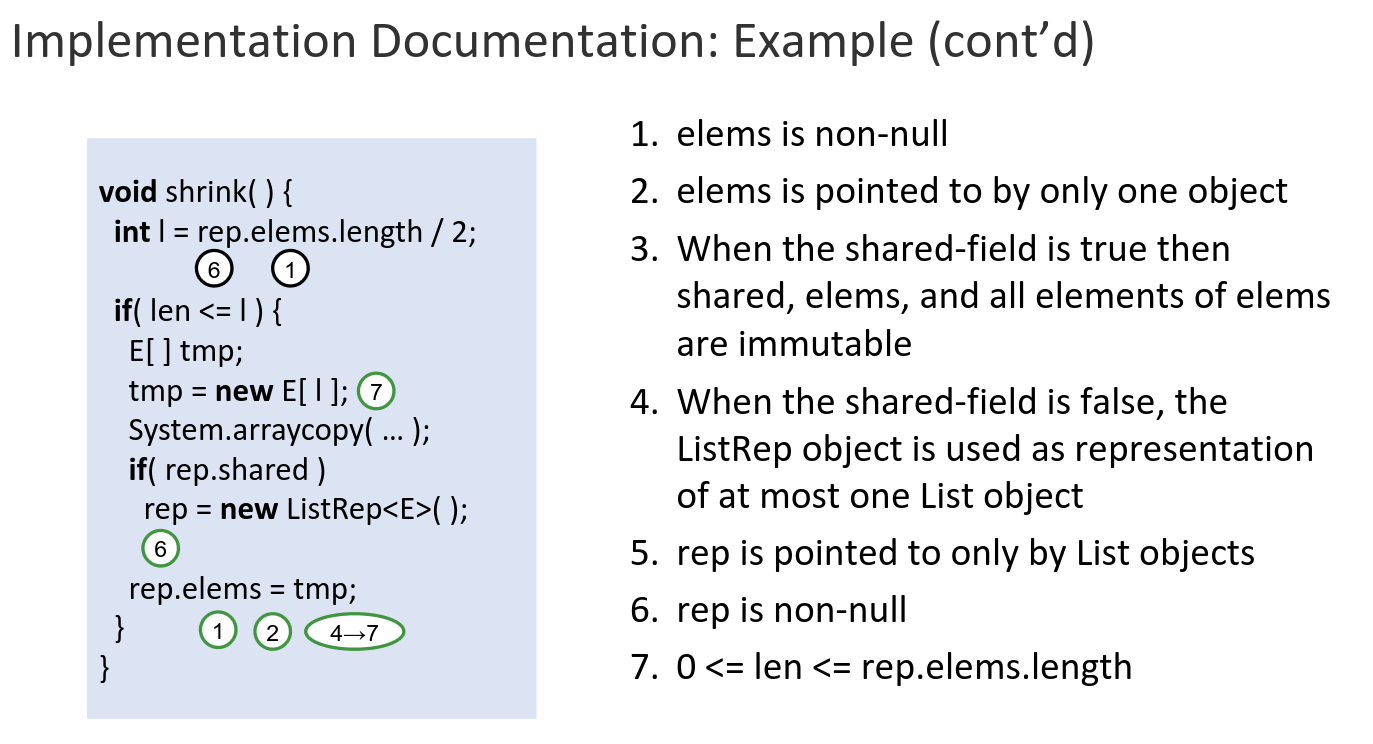 Implementation Documentation: Example (cont’d)
void shrink( ) {
int l = rep.elems.length / 2;
6 1
if( len <= l ) {
E[ ] tmp;
tmp = new E[ l ]; 7
System.arraycopy( … );
if( rep.shared )
rep = new ListRep<E>( );
6
rep.elems = tmp;
} 1 2 4→7
}
1. elems is non-null
2. elems is pointed to by only one object
3. When the shared-field is true then
shared, elems, and all elements of elems
are immutable
4. When the shared-field is false, the
ListRep object is used as representation
of at most one List object
5. rep is pointed to only by List objects
6. rep is non-null
7. 0 <= len <= rep.elems.length